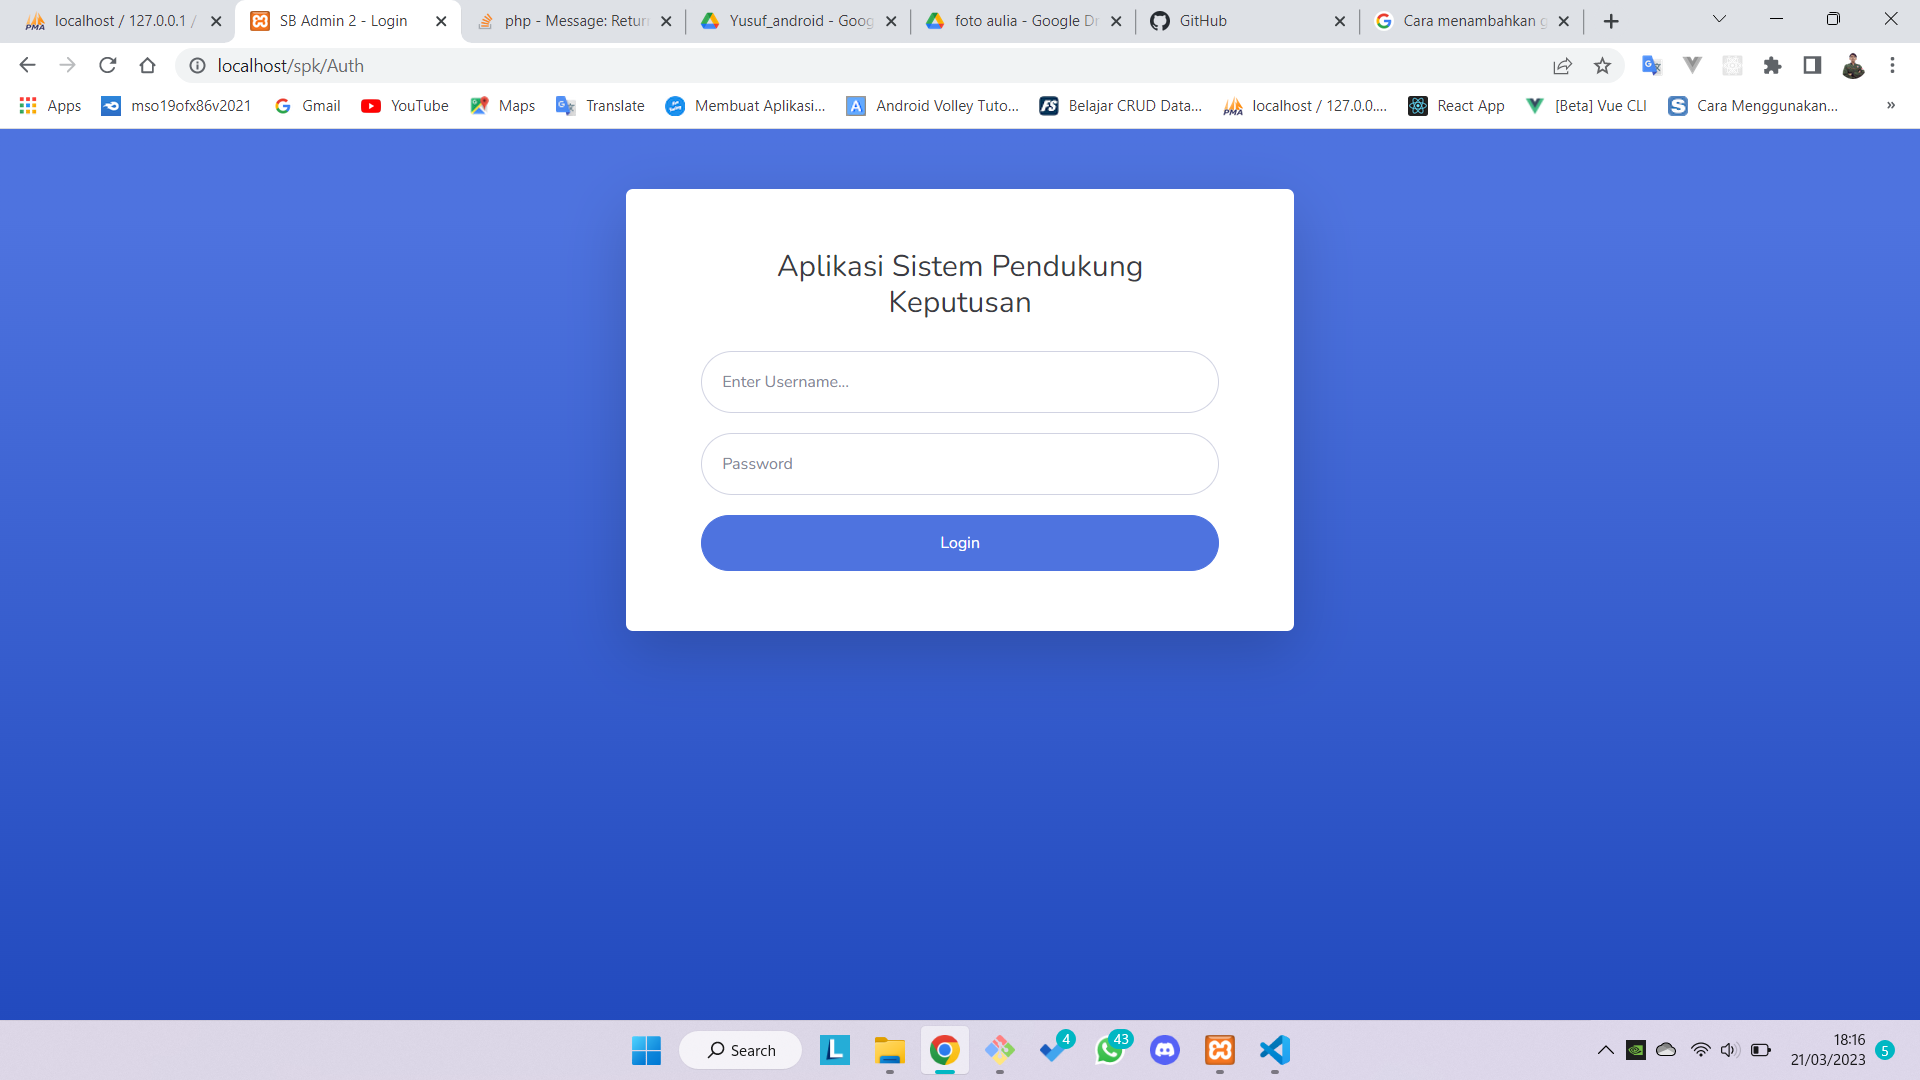 localhost / 127.0.0.1 /
SB Admin 2 - Login
php - Message: Return
Yusuf_android - Goog
foto aulia - Google Dr
GitHub
Cara menambahkan g
localhost/spk/Auth
Apps
mso19ofx86v2021
Gmail
YouTube
Maps
Translate
Membuat Aplikasi...
Android Volley Tuto...
Belajar CRUD Data...
localhost / 127.0.0....
React App
[Beta] Vue CLI
Cara Menggunakan...
»
Aplikasi Sistem Pendukung
Keputusan
Enter Username...
Password
Login
Search
4
43
18:16
21/03/2023
5